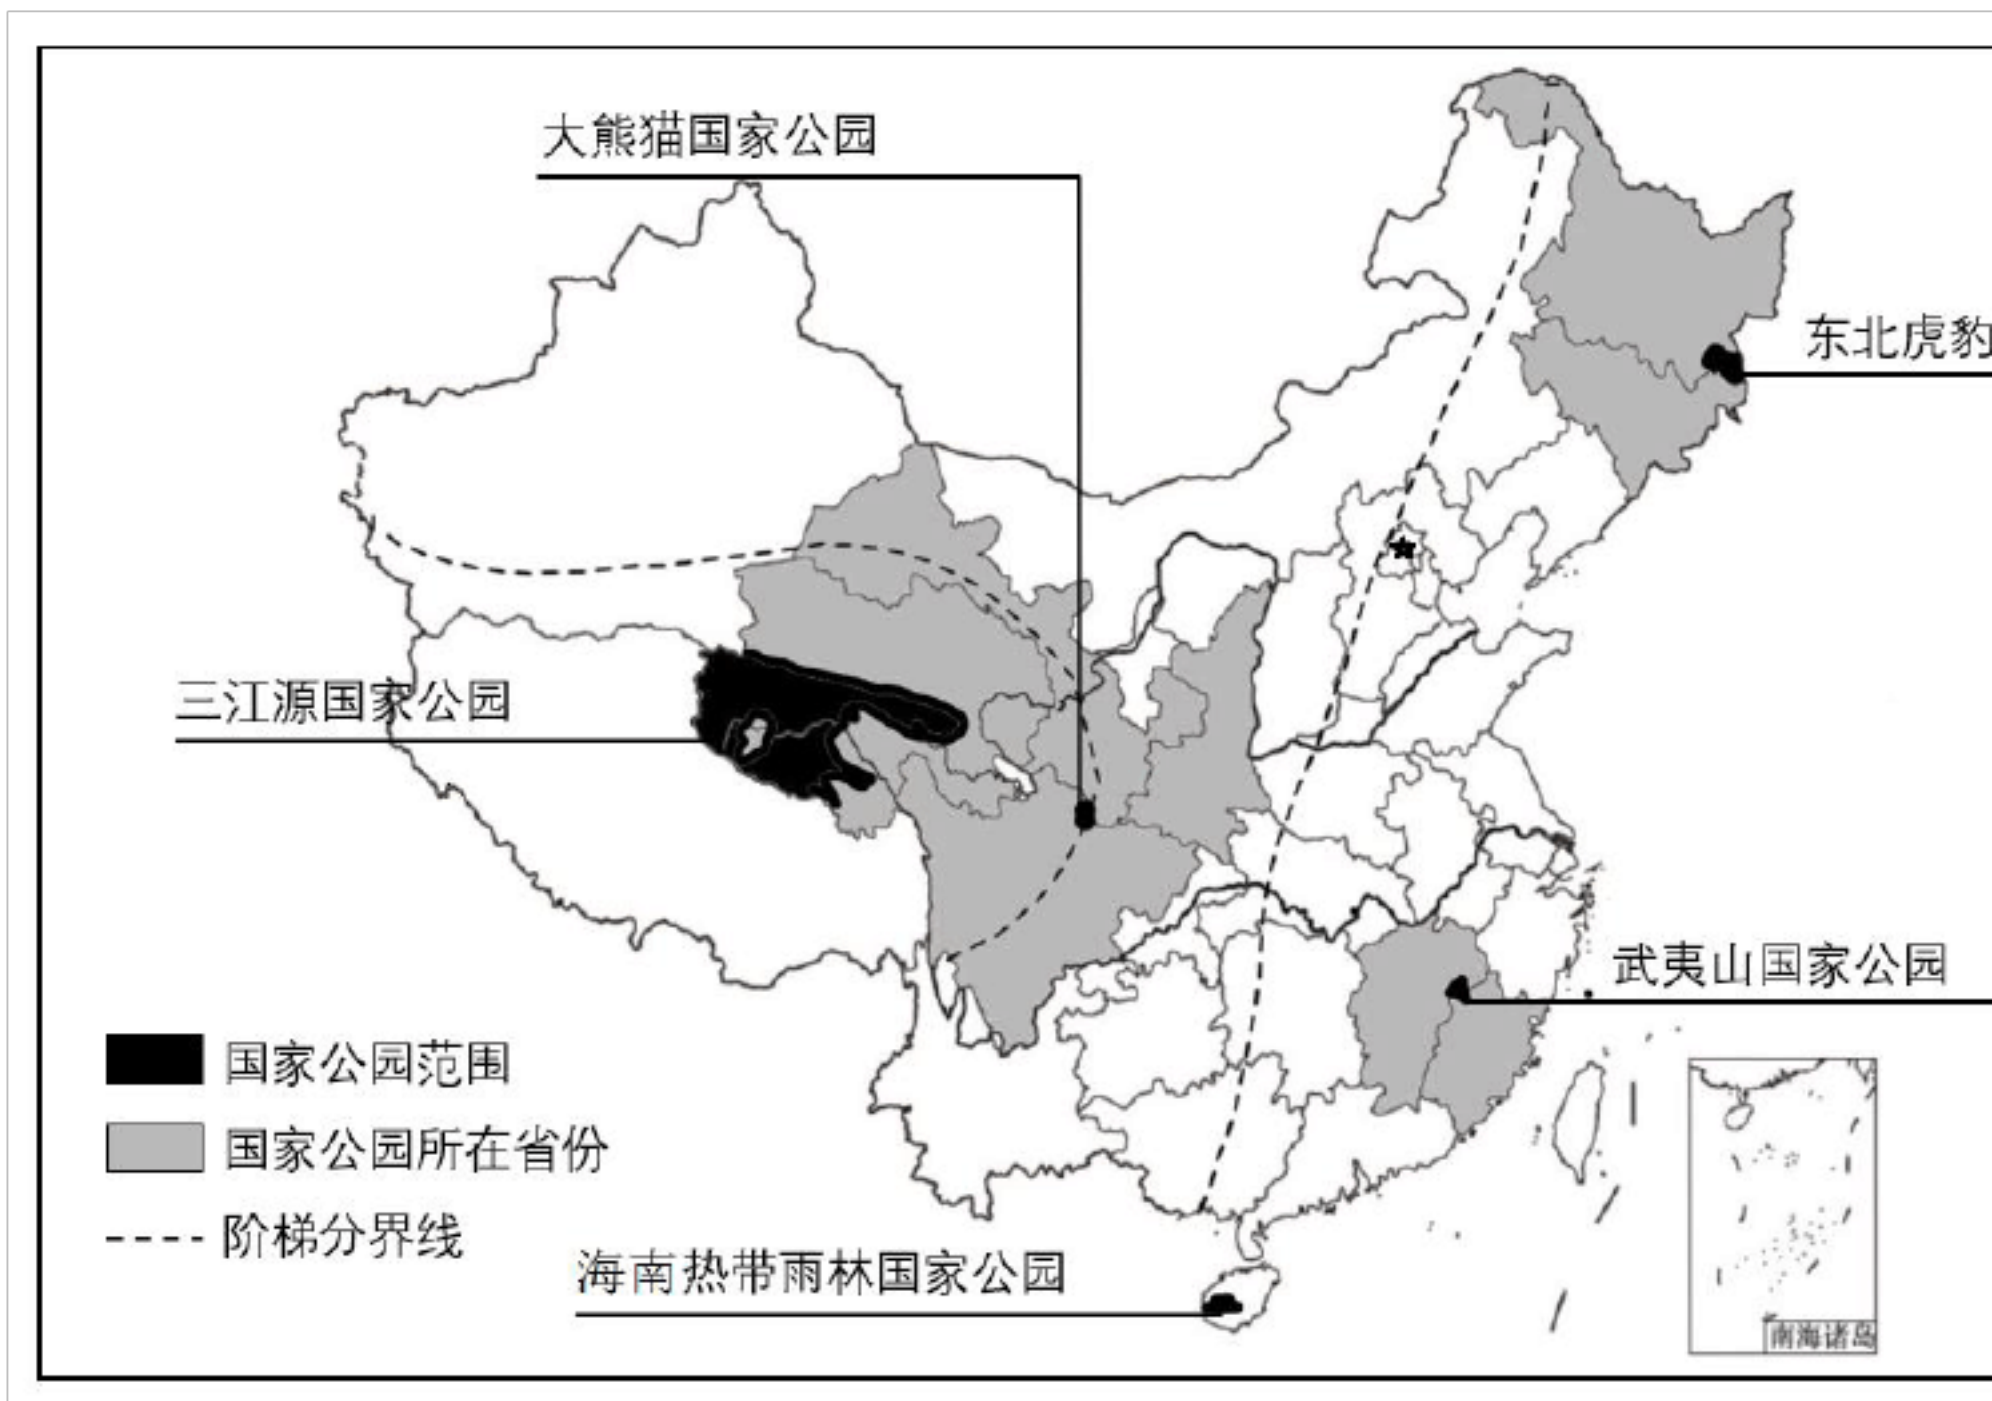 大熊猫国家公园
东北虎豹
三江源国家公园
武夷山国家公园
国家公园范围
国家公园所在省份
阶梯分界线
海南热带雨林国家公园
南海诸岛